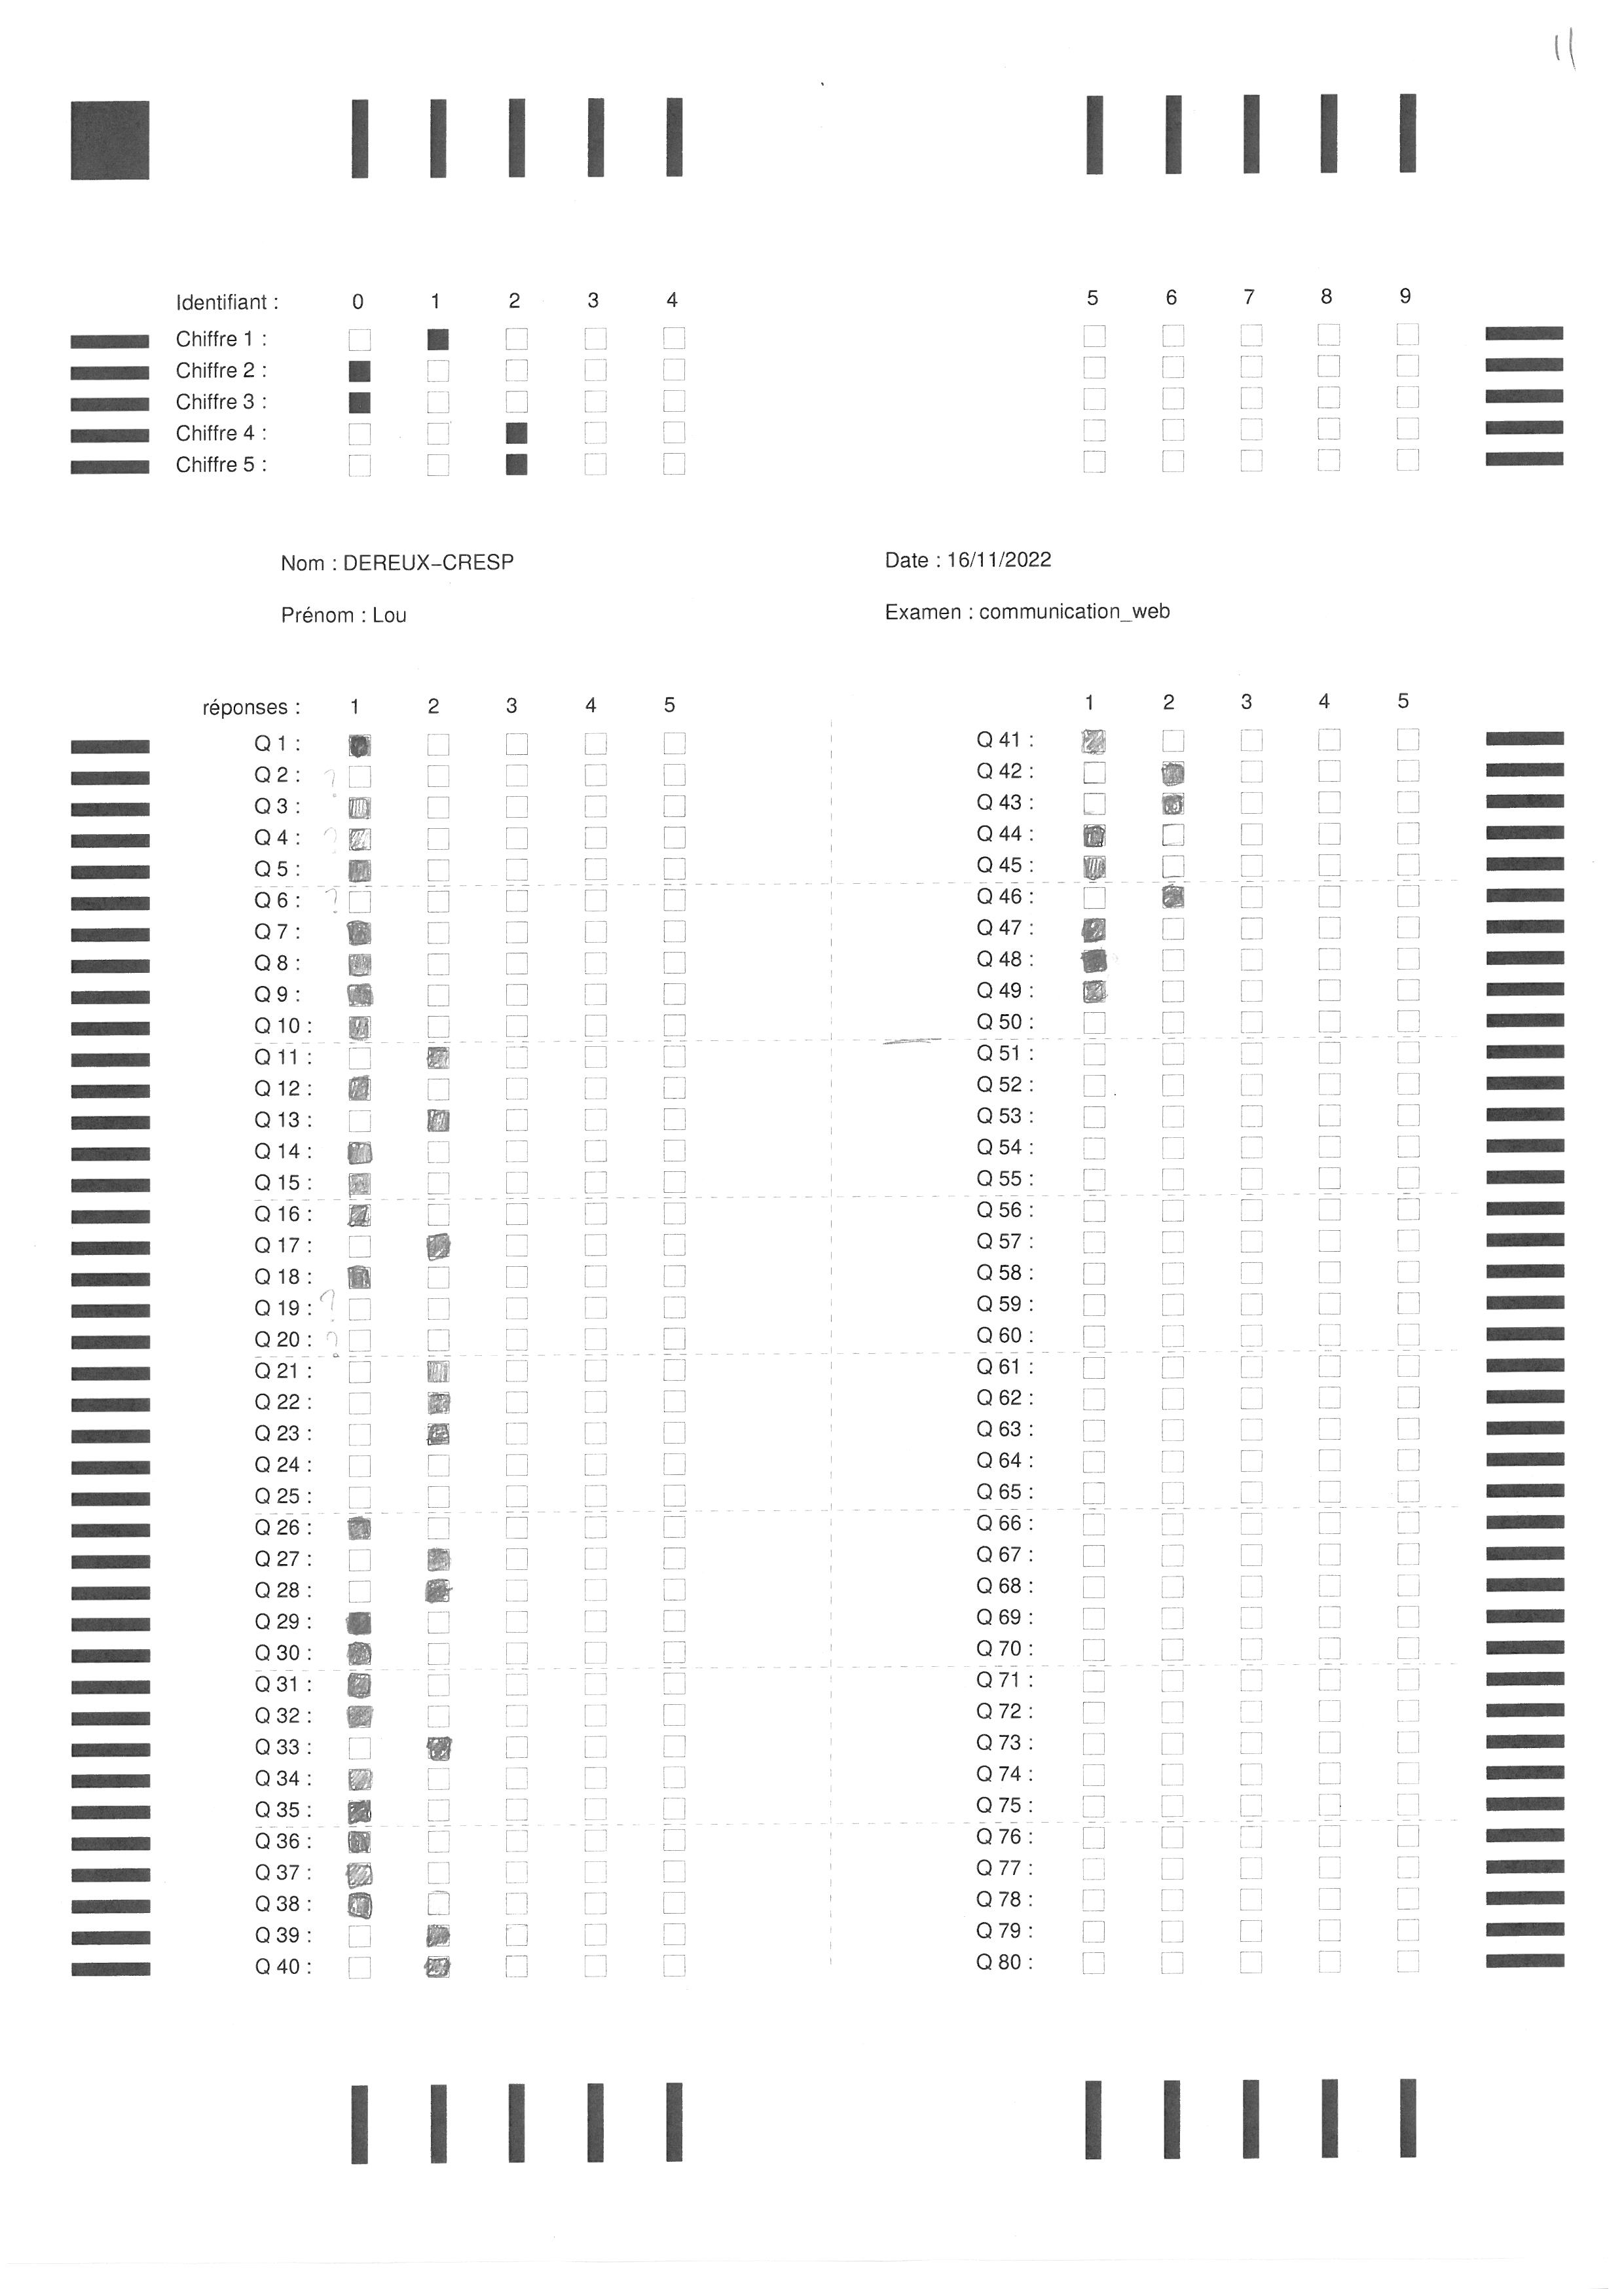 11
Identifiant : 0 1 2 3 4 5 6 7 8 9
Chiffre 1 :
Chiffre 2 :
Chiffre 3 :
Chiffre 4 :
Chiffre 5 :
Nom : DEREUX–CRESP
Date : 16/11/2022
Prénom : Lou
Examen : communication_web
réponses : 1 2 3 4 5
Q 1 :
Q 2 : ?
Q 3 :
Q 4 : ?
Q 5 :
Q 6 : ?
Q 7 :
Q 8 :
Q 9 :
Q 10 :
Q 11 :
Q 12 :
Q 13 :
Q 14 :
Q 15 :
Q 16 :
Q 17 :
Q 18 :
Q 19 : ?
Q 20 : ?
Q 21 :
Q 22 :
Q 23 :
Q 24 :
Q 25 :
Q 26 :
Q 27 :
Q 28 :
Q 29 :
Q 30 :
Q 31 :
Q 32 :
Q 33 :
Q 34 :
Q 35 :
Q 36 :
Q 37 :
Q 38 :
Q 39 :
Q 40 :
1 2 3 4 5
Q 41 :
Q 42 :
Q 43 :
Q 44 :
Q 45 :
Q 46 :
Q 47 :
Q 48 :
Q 49 :
Q 50 :
Q 51 :
Q 52 :
Q 53 :
Q 54 :
Q 55 :
Q 56 :
Q 57 :
Q 58 :
Q 59 :
Q 60 :
Q 61 :
Q 62 :
Q 63 :
Q 64 :
Q 65 :
Q 66 :
Q 67 :
Q 68 :
Q 69 :
Q 70 :
Q 71 :
Q 72 :
Q 73 :
Q 74 :
Q 75 :
Q 76 :
Q 77 :
Q 78 :
Q 79 :
Q 80 :